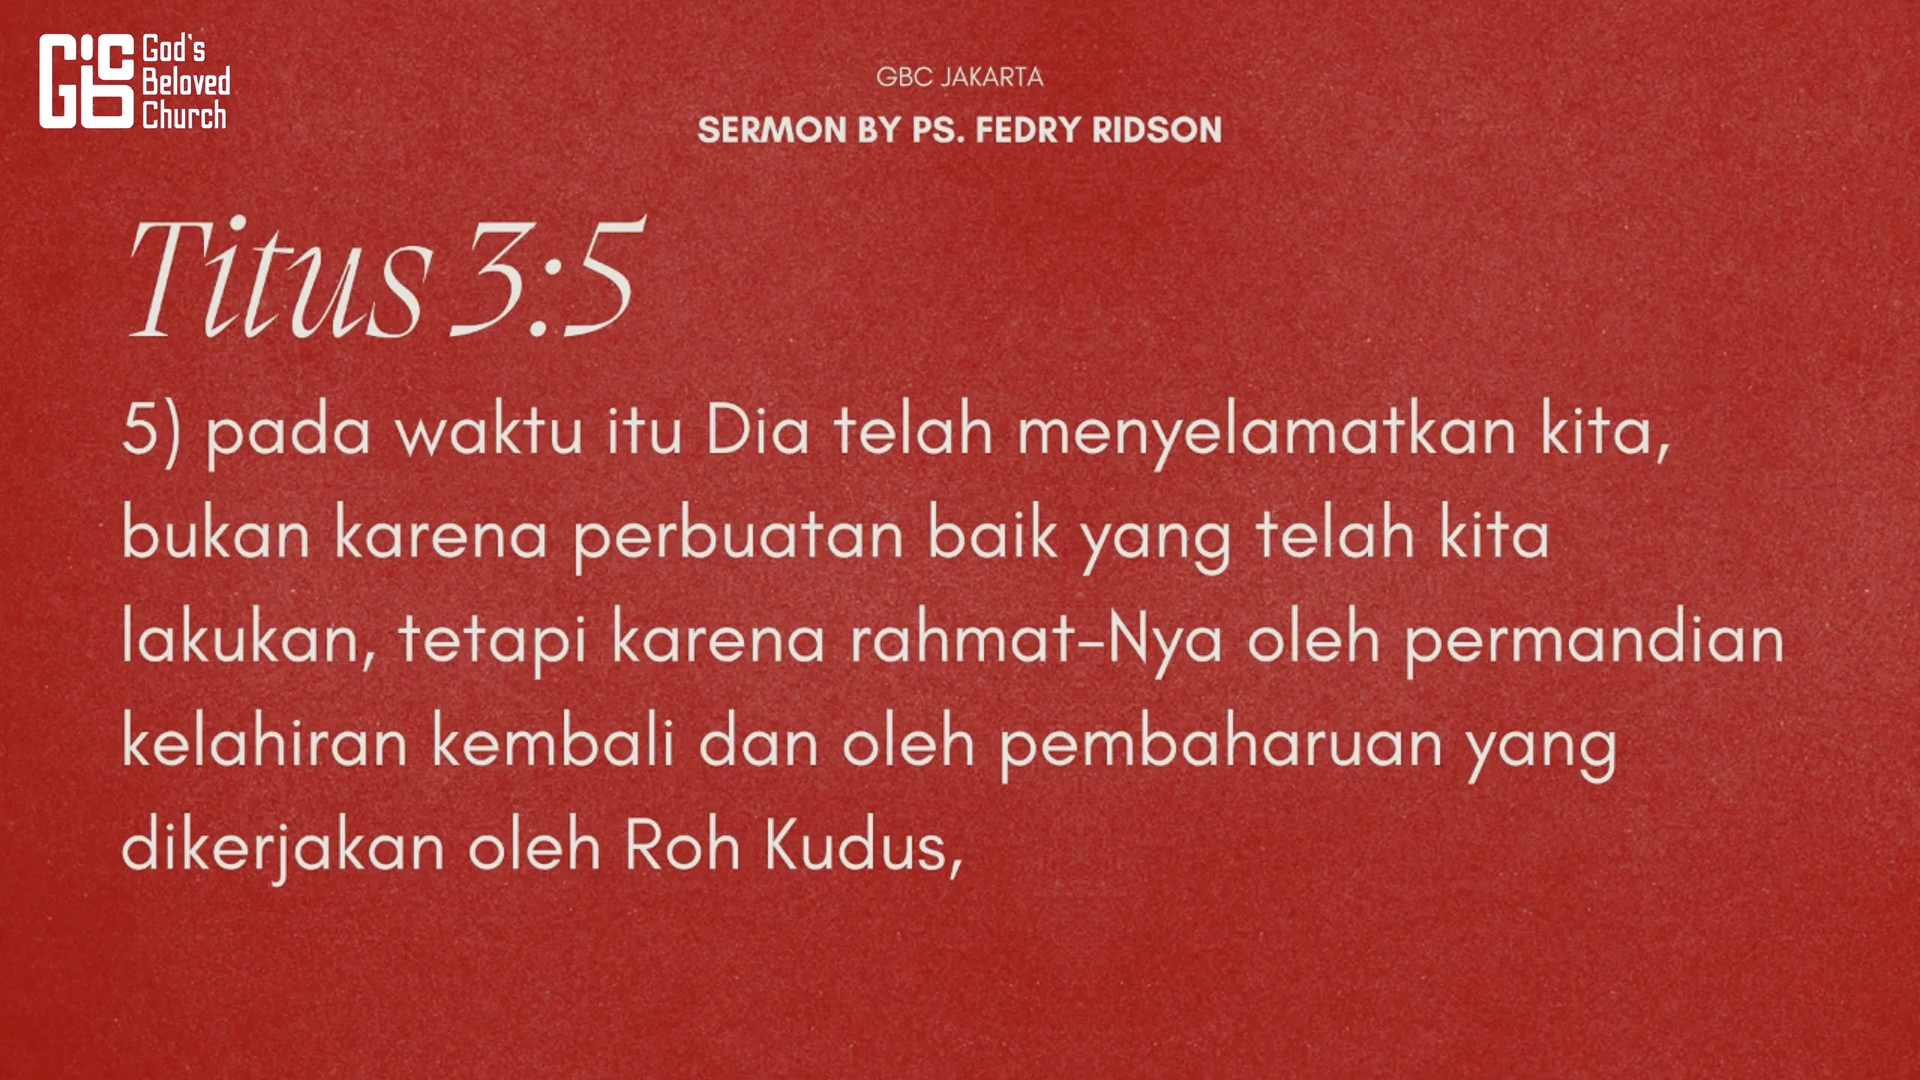 God's
Beloved
Church
GBC JAKARTA
SERMON BY PS. FEDRY RIDSON
Titus 3:5
5) pada waktu itu Dia telah menyelamatkan kita,
bukan karena perbuatan baik yang telah kita
lakukan, tetapi karena rahmat-Nya oleh permandian
kelahiran kembali dan oleh pembaharuan yang
dikerjakan oleh Roh Kudus,